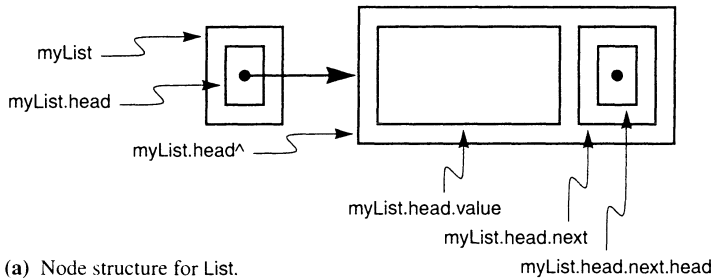 myList
myList.head
myList.head^
myList.head.value
myList.head.next
myList.head.next.head
(a) Node structure for List.